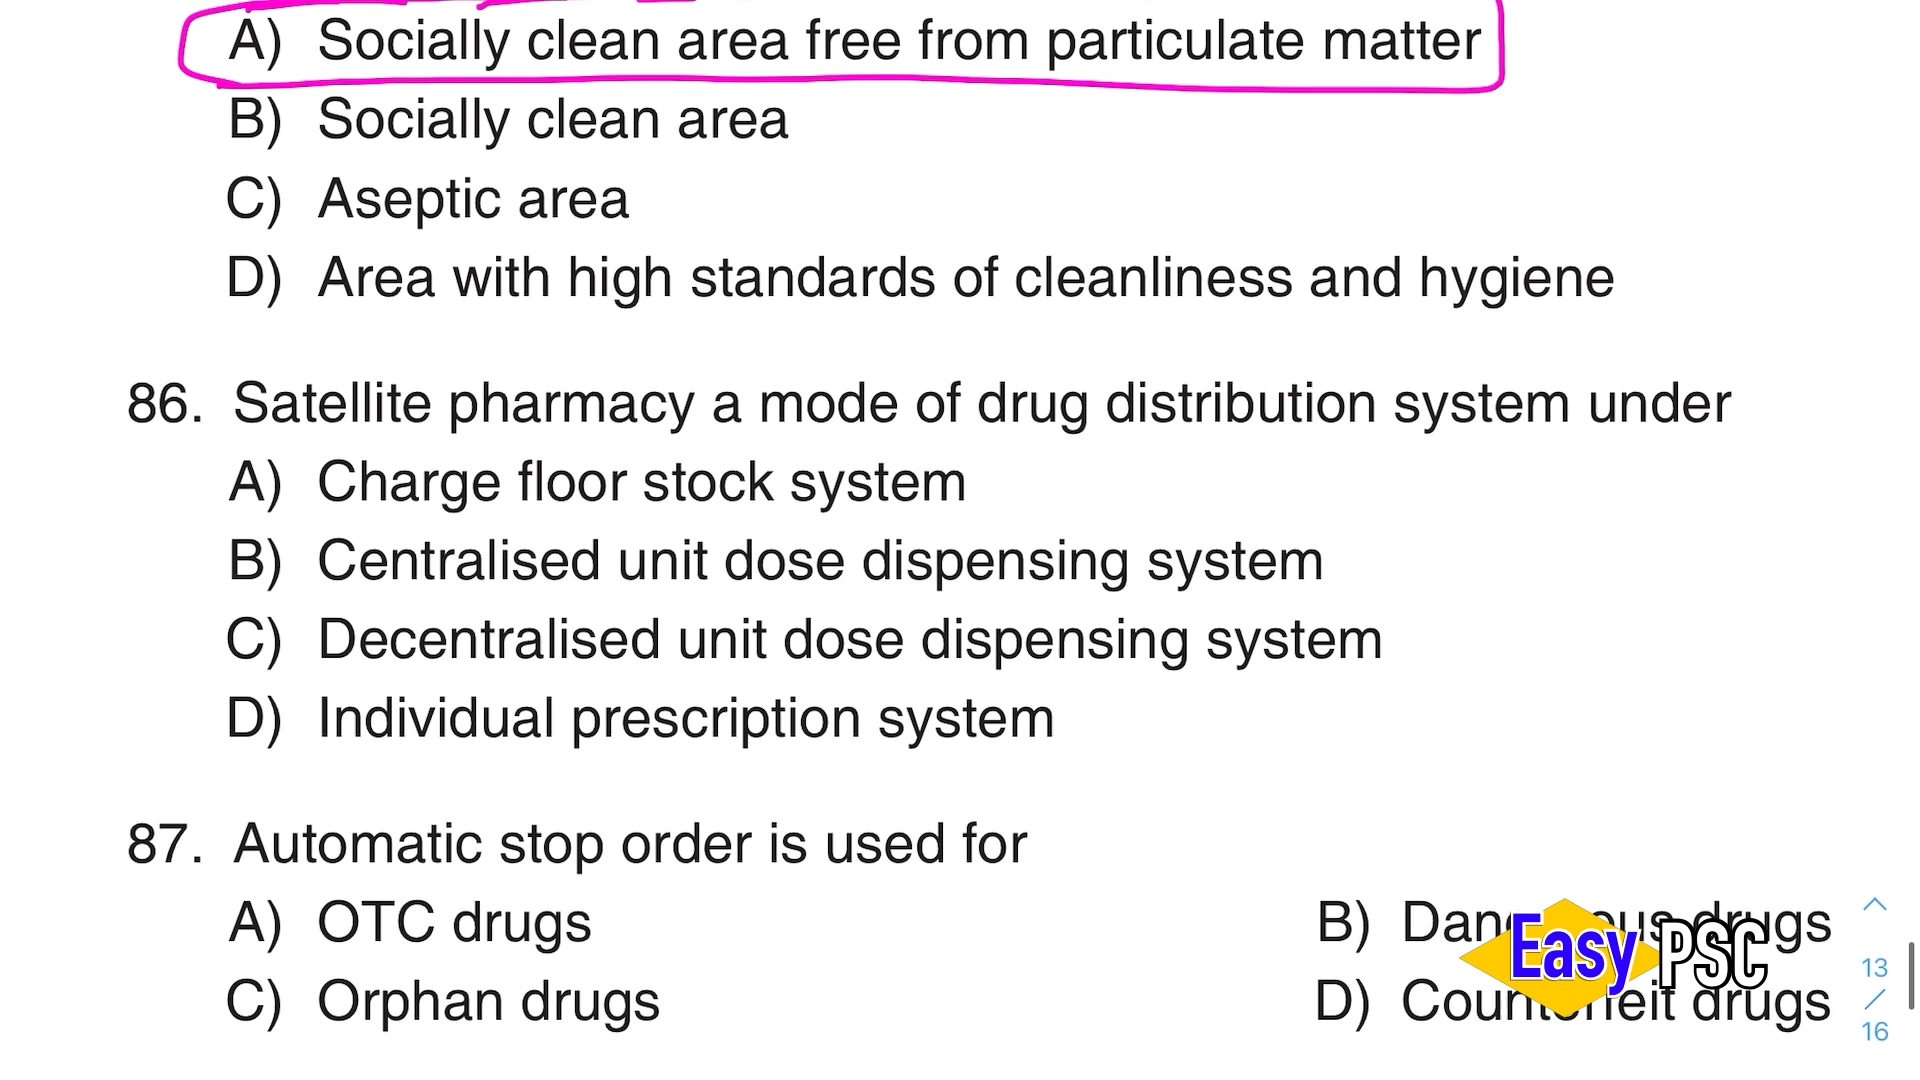 A) Socially clean area free from particulate matter
B) Socially clean area
C) Aseptic area
D) Area with high standards of cleanliness and hygiene
86. Satellite pharmacy a mode of drug distribution system under
A) Charge floor stock system
B) Centralised unit dose dispensing system
C) Decentralised unit dose dispensing system
D) Individual prescription system
87. Automatic stop order is used for
A) OTC drugs B) Dangerous drugs
C) Orphan drugs D) Counterfeit drugs
Easy PSC
13
/
16